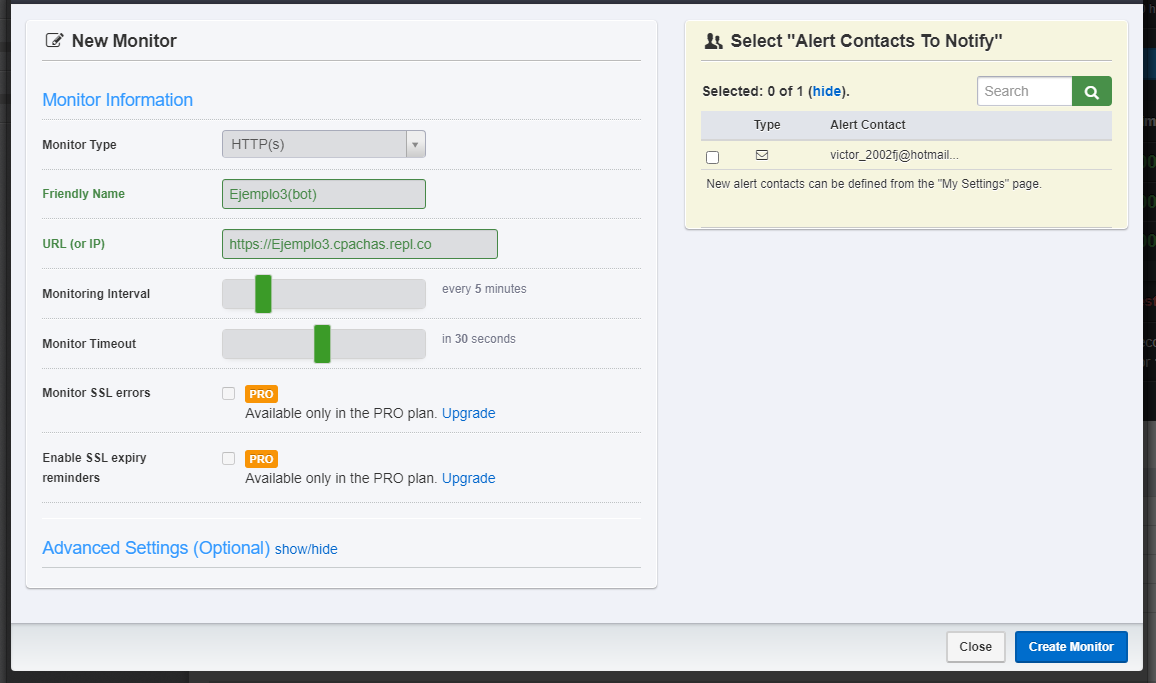 New Monitor
Monitor Information
Monitor Type
HTTP(s)
Friendly Name
Ejemplo3(bot)
URL (or IP)
https://Ejemplo3.cpachas.repl.co
Monitoring Interval
every 5 minutes
Monitor Timeout
in 30 seconds
Monitor SSL errors
PRO
Available only in the PRO plan. Upgrade
Enable SSL expiry
reminders
PRO
Available only in the PRO plan. Upgrade
Advanced Settings (Optional) show/hide
Select "Alert Contacts To Notify"
Selected: 0 of 1 (hide).
Search
Type Alert Contact
victor_2002fj@hotmail...
New alert contacts can be defined from the "My Settings" page.
Close
Create Monitor